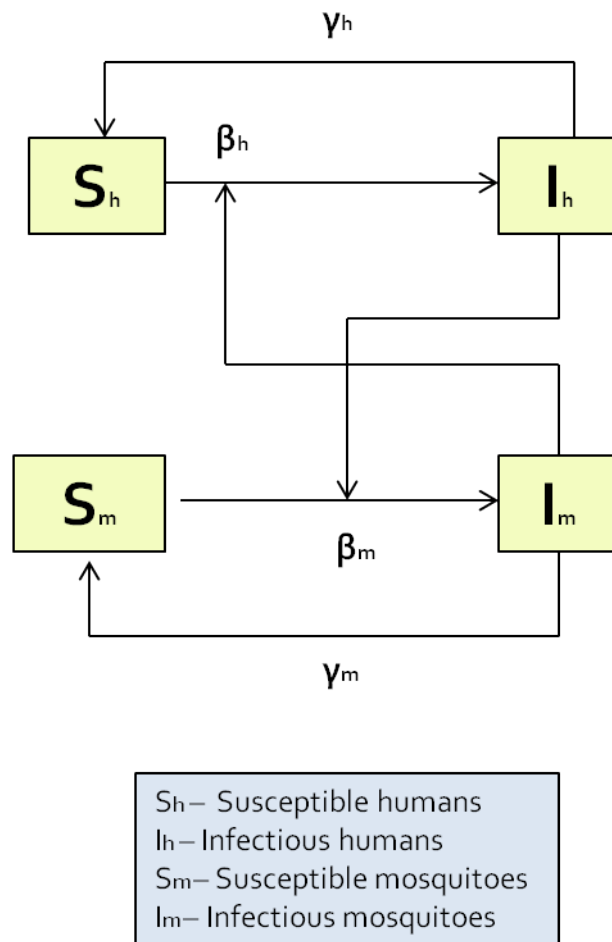 γh
βh
Sh
Ih
Sm
Im
βm
γm
Sh– Susceptible humans
Ih– Infectious humans
Sm– Susceptible mosquitoes
Im– Infectious mosquitoes